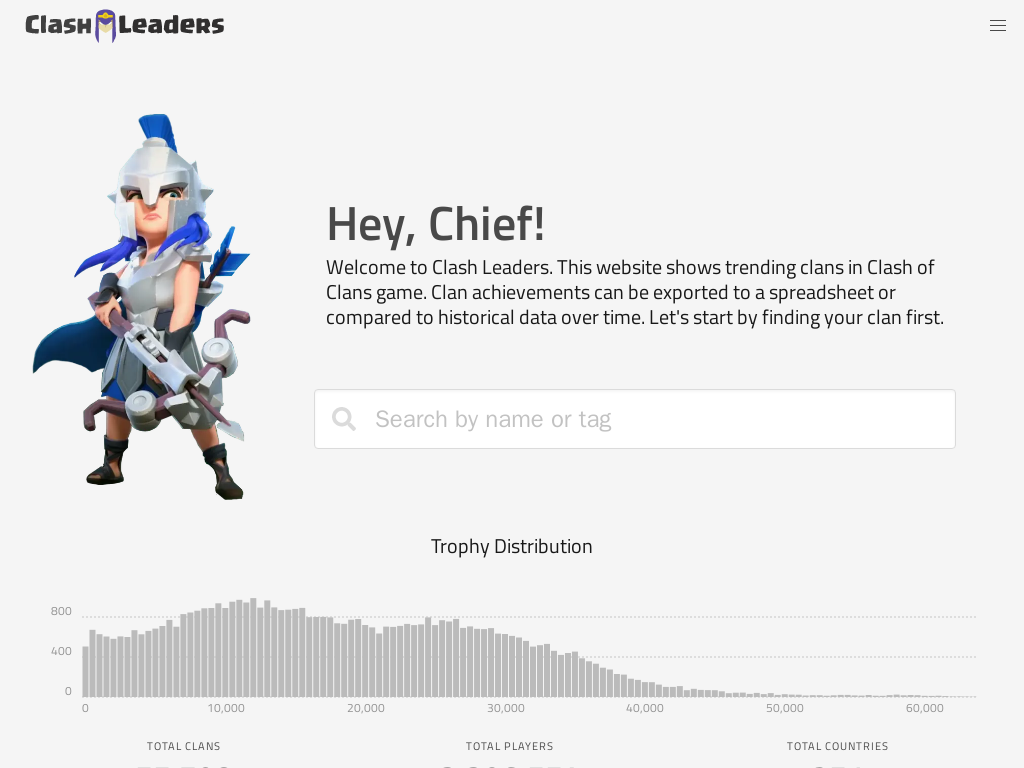 Clash Leaders
Hey, Chief!
Welcome to Clash Leaders. This website shows trending clans in Clash of
Clans game. Clan achievements can be exported to a spreadsheet or
compared to historical data over time. Let's start by finding your clan first.
Search by name or tag
Trophy Distribution
800
400
0
0 10,000 20,000 30,000 40,000 50,000 60,000
TOTAL CLANS TOTAL PLAYERS TOTAL COUNTRIES